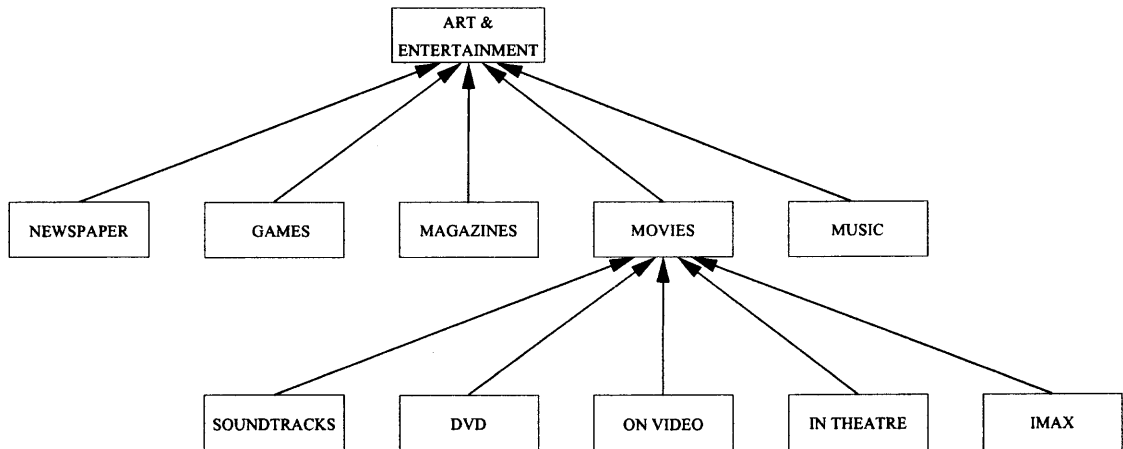 ART &
ENTERTAINMENT
NEWSPAPER
GAMES
MAGAZINES
MOVIES
MUSIC
SOUNDTRACKS
DVD
ON VIDEO
IN THEATRE
IMAX